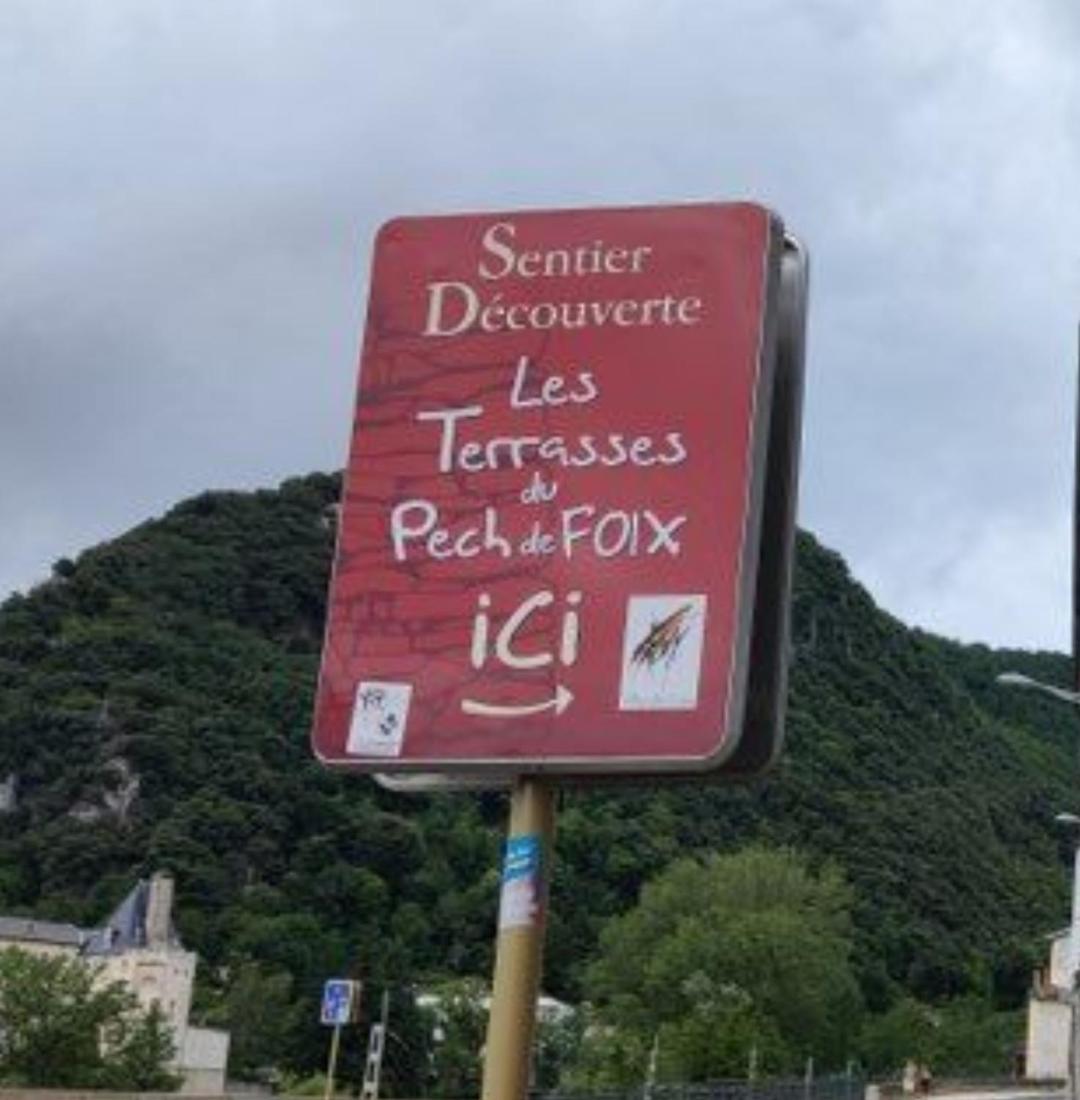 Sentier
Découverte
Les
Terrasses
du
Pech de FOIX
iCi